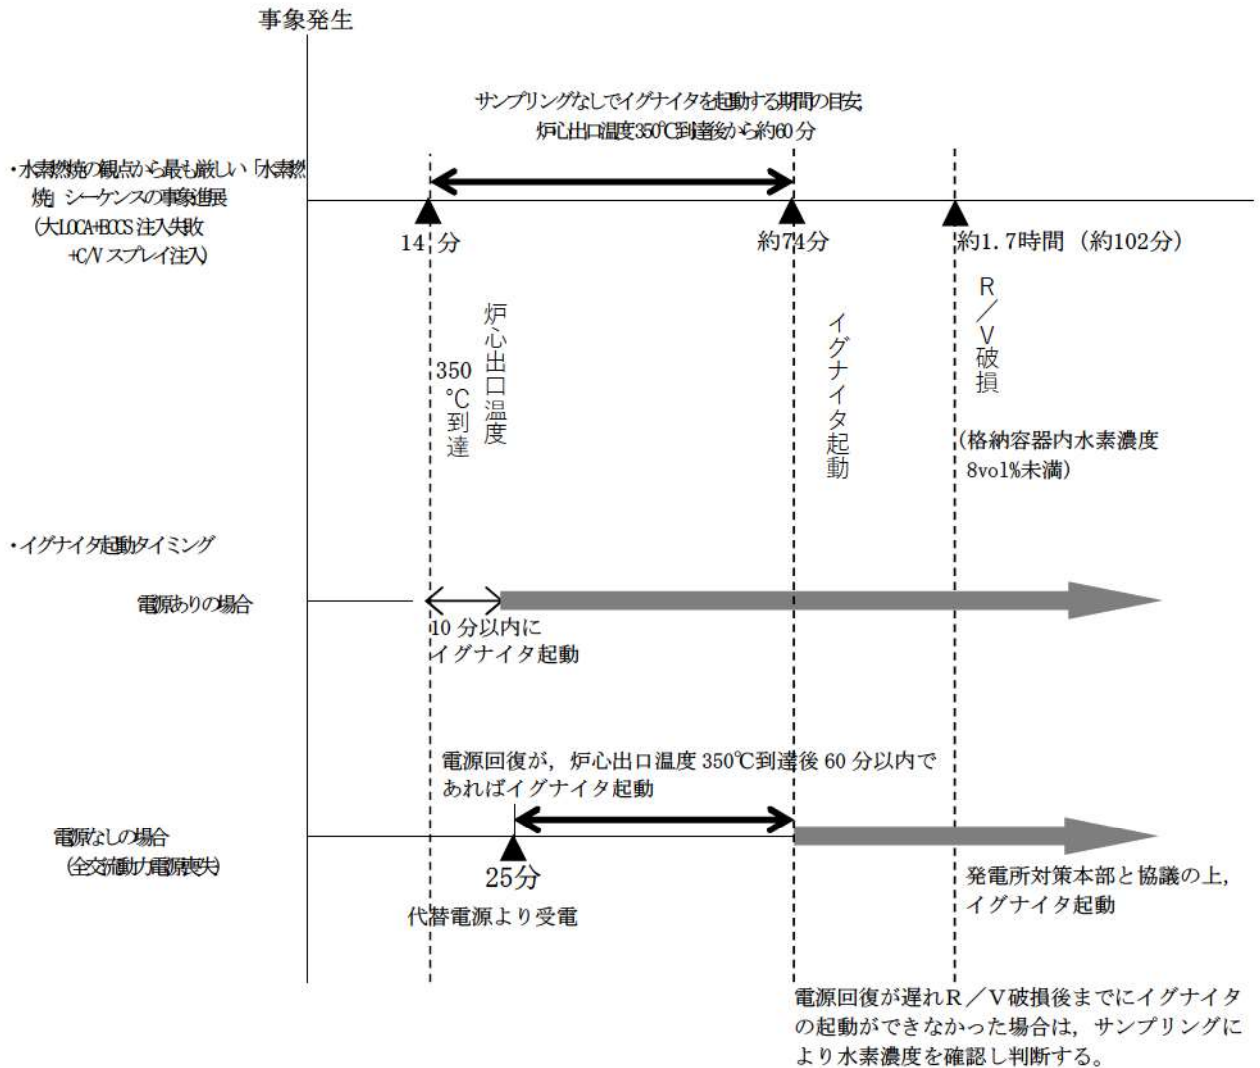 事象発生
サンプリングなしでイグナイタを起動する期間の目安;
炉心出口温度350℃到達後から約60分
・水素燃焼の観点から最も厳しい「水素燃
焼」シーケンスの事象進展
(大LOCA+ECCS 注入失敗
+C/V スプレイ注入)
14 分
約74分
約1.7時間 (約102分)
炉心出口温度
350℃到達
イグナイタ起動
R/V破損
(格納容器内水素濃度
8vol%未満)
・イグナイタ起動タイミング
電源ありの場合
10 分以内に
イグナイタ起動
電源回復が，炉心出口温度 350℃到達後 60 分以内で
あればイグナイタ起動
電源なしの場合
(全交流動力電源喪失)
25分
代替電源より受電
発電所対策本部と協議の上，
イグナイタ起動
電源回復が遅れR／V破損後までにイグナイタ
の起動ができなかった場合は，サンプリングに
より水素濃度を確認し判断する。